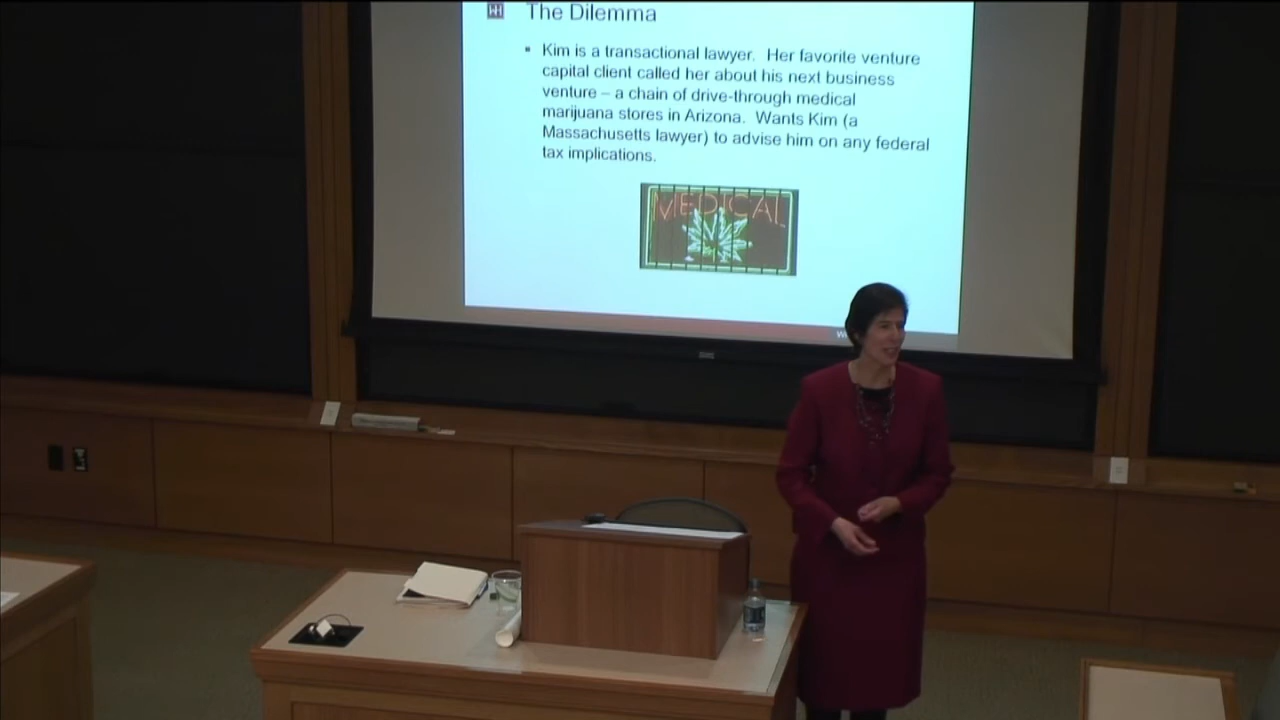 WH
The Dilemma
▪ Kim is a transactional lawyer. Her favorite venture
capital client called her about his next business
venture – a chain of drive-through medical
marijuana stores in Arizona. Wants Kim (a
Massachusetts lawyer) to advise him on any federal
tax implications.
MEDICAL